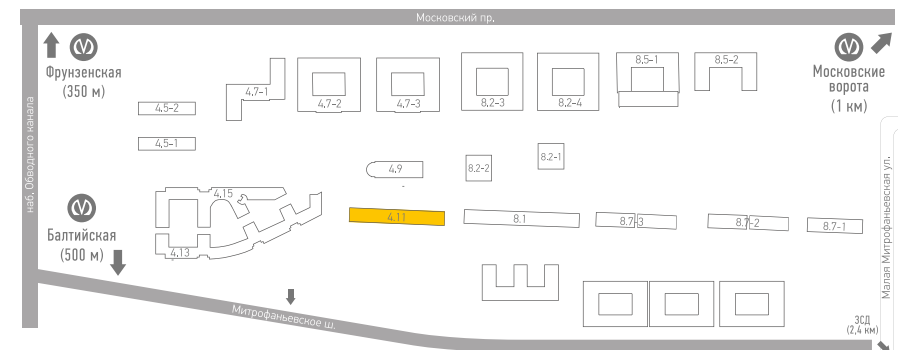 Московский пр.
Фрунзенская
(350 м)
Московские
ворота
(1 км)
наб. Обводного канала
4.7-1
4.7-2
4.7-3
8.2-3
8.2-4
8.5-1
8.5-2
4.5-2
4.5-1
4.9
8.2-2
8.2-1
Балтийская
(500 м)
4.15
4.13
4.11
8.1
8.7-3
8.7-2
8.7-1
Малая Митрофаньевская ул.
Митрофаньевское ш.
ЗСД
(2,4 км)